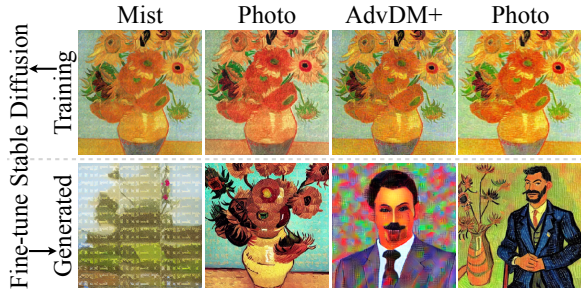 Mist Photo AdvDM+ Photo
Fine-tune Stable Diffusion
Training
Generated